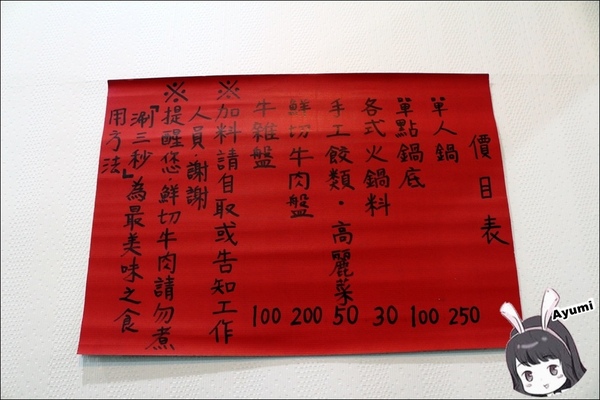 價目表
單人鍋 250
單點鍋底 100
各式火鍋料 30
手工餃類・高麗菜 50
鮮切牛肉盤 200
牛雜盤 100
※加料請自取或告知工作
人員 謝謝
※提醒您‧鮮切牛肉請勿煮
『涮三秒』為最美味之食
用方法
Ayumi